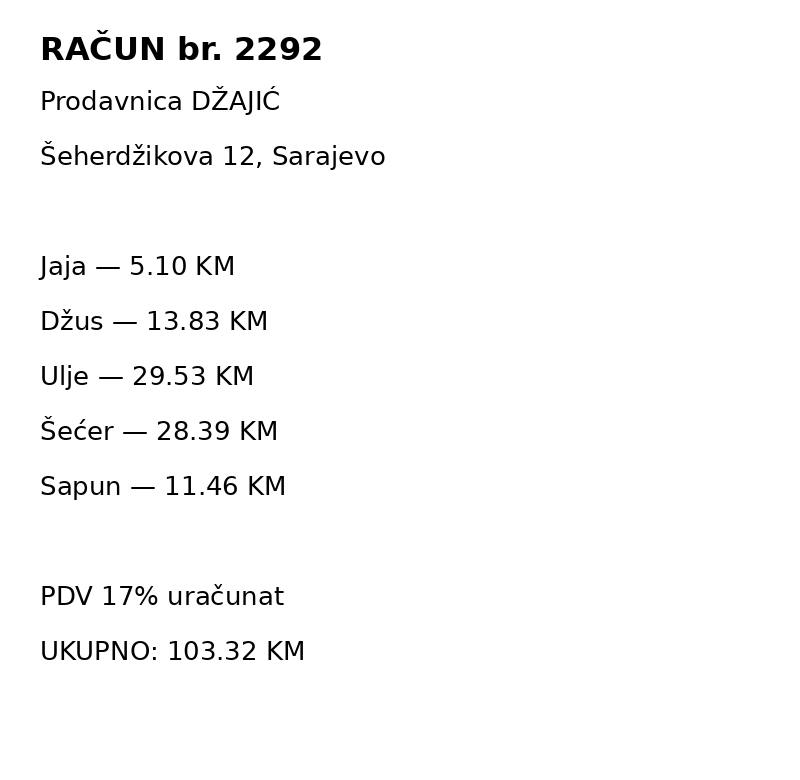 RAČUN br. 2292
Prodavnica DŽAJIĆ
Šeherdžikova 12, Sarajevo
Jaja — 5.10 KM
Džus — 13.83 KM
Ulje — 29.53 KM
Šećer — 28.39 KM
Sapun — 11.46 KM
PDV 17% uračunat
UKUPNO: 103.32 KM